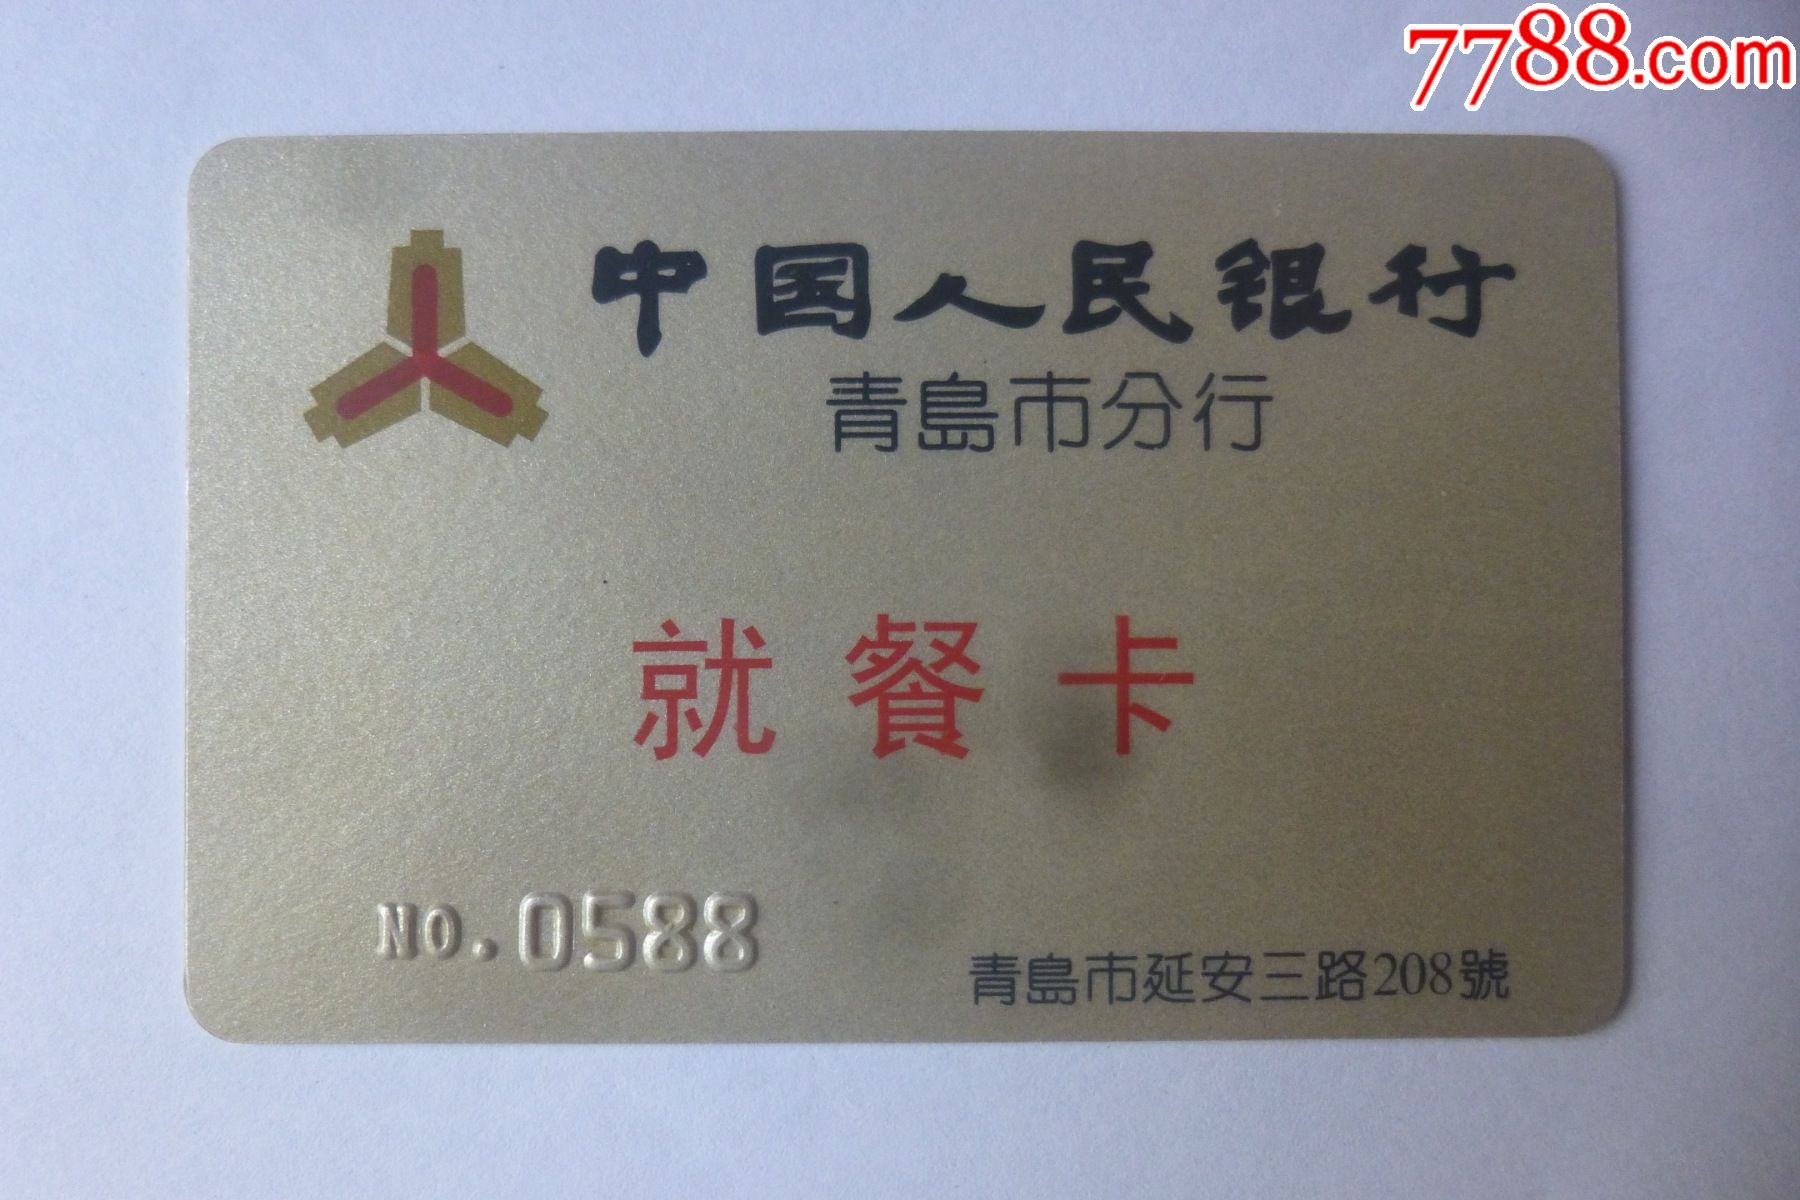 7788.com
中国人民银行
青島市分行
就餐卡
No.0588
青島市延安三路208號